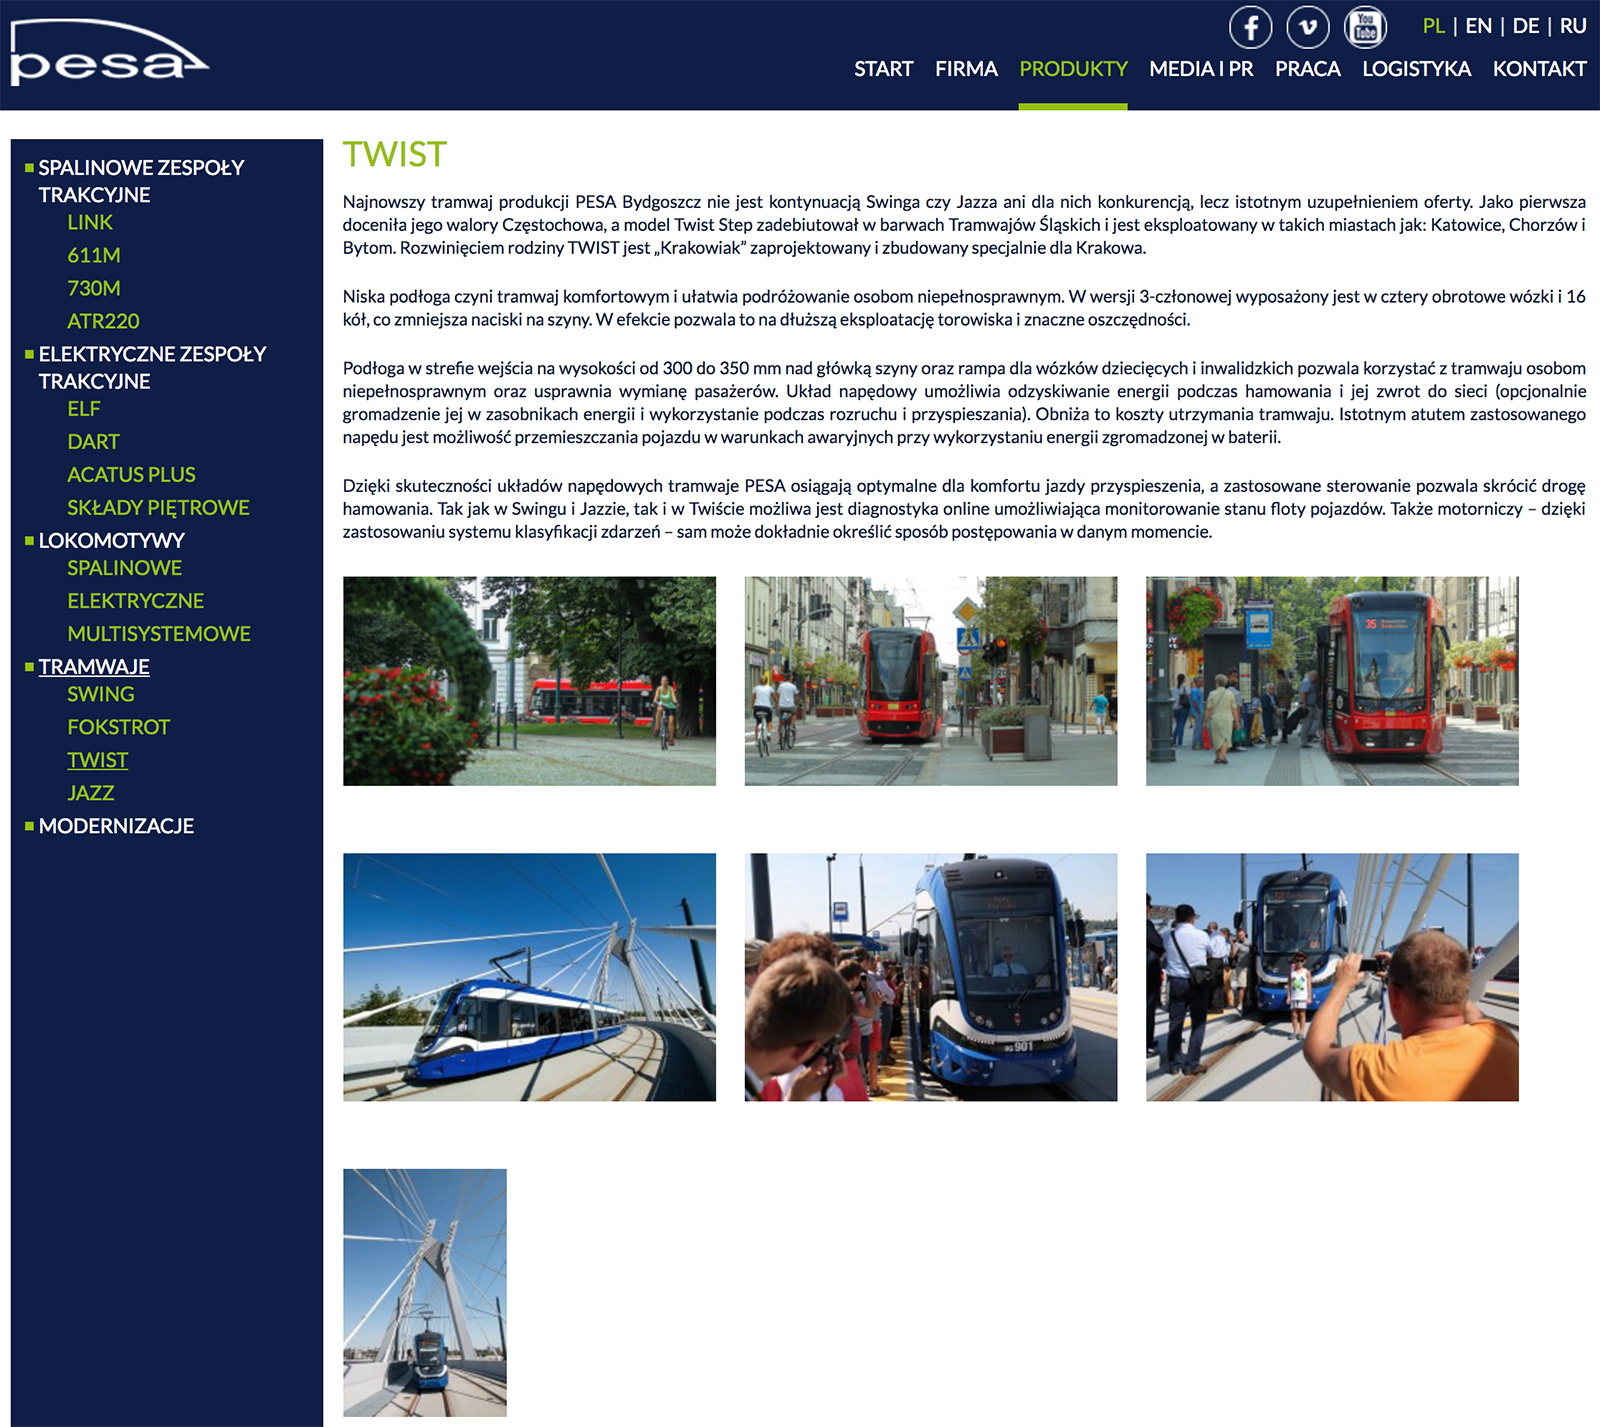 pesa
f
v
You Tube
PL | EN | DE | RU
START FIRMA PRODUKTY MEDIA I PR PRACA LOGISTYKA KONTAKT
SPALINOWE ZESPOŁY
TRAKCYJNE
LINK
611M
730M
ATR220
ELEKTRYCZNE ZESPOŁY
TRAKCYJNE
ELF
DART
ACATUS PLUS
SKŁADY PIĘTROWE
LOKOMOTYWY
SPALINOWE
ELEKTRYCZNE
MULTISYSTEMOWE
TRAMWAJE
SWING
FOKSTROT
TWIST
JAZZ
MODERNIZACJE
TWIST
Najnowszy tramwaj produkcji PESA Bydgoszcz nie jest kontynuacją Swinga czy Jazza ani dla nich konkurencją, lecz istotnym uzupełnieniem oferty. Jako pierwsza
doceniła jego walory Częstochowa, a model Twist Step zadebiutował w barwach Tramwajów Śląskich i jest eksploatowany w takich miastach jak: Katowice, Chorzów i
Bytom. Rozwinięciem rodziny TWIST jest „Krakowiak” zaprojektowany i zbudowany specjalnie dla Krakowa.
Niska podłoga czyni tramwaj komfortowym i ułatwia podróżowanie osobom niepełnosprawnym. W wersji 3-członowej wyposażony jest w cztery obrotowe wózki i 16
kół, co zmniejsza naciski na szyny. W efekcie pozwala to na dłuższą eksploatację torowiska i znaczne oszczędności.
Podłoga w strefie wejścia na wysokości od 300 do 350 mm nad główką szyny oraz rampa dla wózków dziecięcych i inwalidzkich pozwala korzystać z tramwaju osobom
niepełnosprawnym oraz usprawnia wymianę pasażerów. Układ napędowy umożliwia odzyskiwanie energii podczas hamowania i jej zwrot do sieci (opcjonalnie
gromadzenie jej w zasobnikach energii i wykorzystanie podczas rozruchu i przyspieszania). Obniża to koszty utrzymania tramwaju. Istotnym atutem zastosowanego
napędu jest możliwość przemieszczania pojazdu w warunkach awaryjnych przy wykorzystaniu energii zgromadzonej w baterii.
Dzięki skuteczności układów napędowych tramwaje PESA osiągają optymalne dla komfortu jazdy przyspieszenia, a zastosowane sterowanie pozwala skrócić drogę
hamowania. Tak jak w Swingu i Jazzie, tak i w Twiście możliwa jest diagnostyka online umożliwiająca monitorowanie stanu floty pojazdów. Także motorniczy – dzięki
zastosowaniu systemu klasyfikacji zdarzeń – sam może dokładnie określić sposób postępowania w danym momencie.
35
901